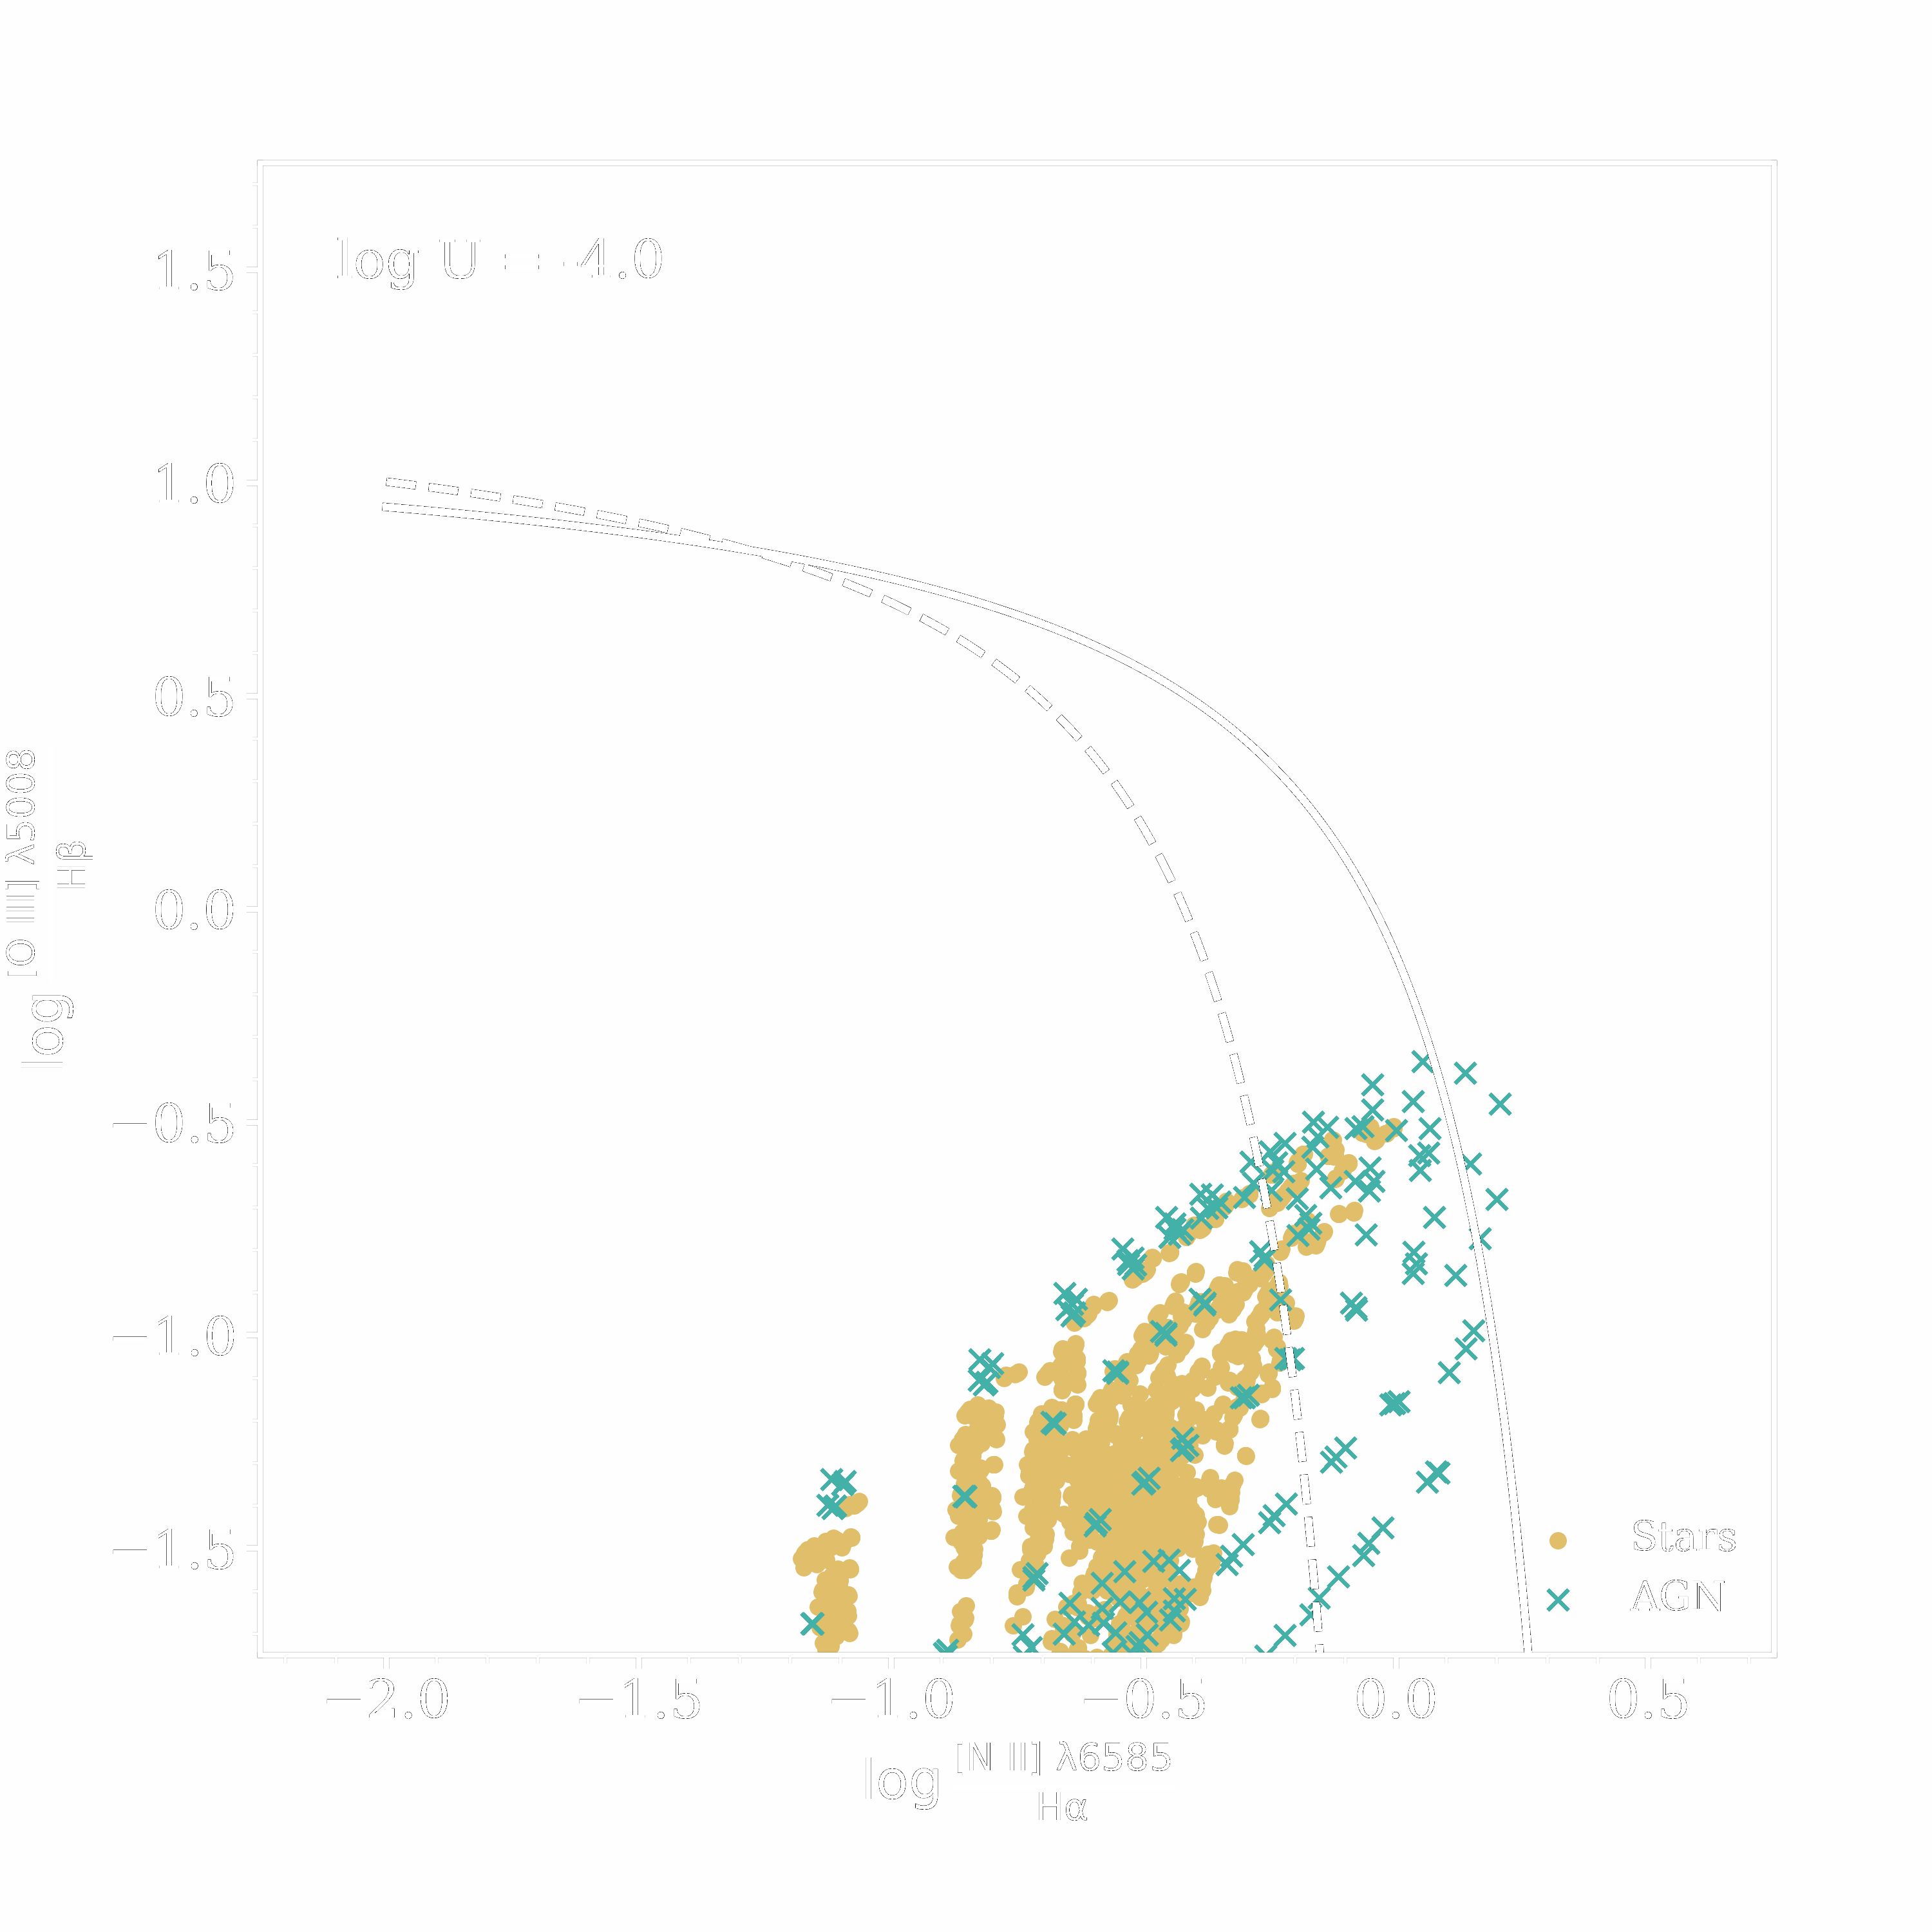 log U = -4.0
1.5
1.0
0.5
0.0
−0.5
−1.0
−1.5
log [O III] λ5008
Hβ
Stars
AGN
−2.0 −1.5 −1.0 −0.5 0.0 0.5
log [N II] λ6585
Hα